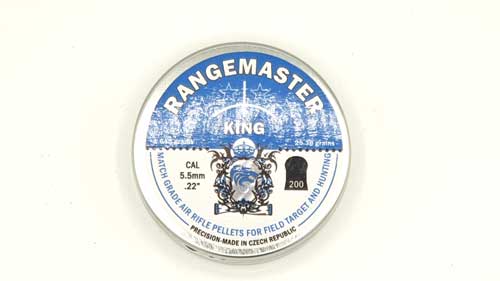 RANGEMASTER
KING
25.39 grains
CAL
5.5mm
.22"
200
MATCH GRADE AIR RIFLE PELLETS FOR FIELD TARGET AND HUNTING
PRECISION-MADE IN CZECH REPUBLIC